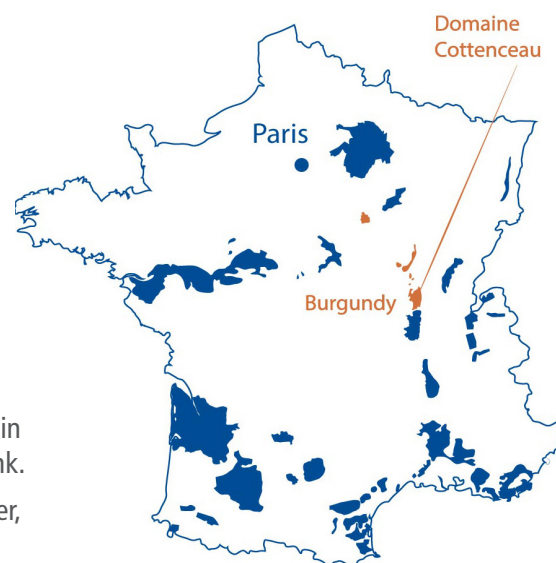 Domaine
Cottenceau
Paris
Burgundy
in
nk.
er,